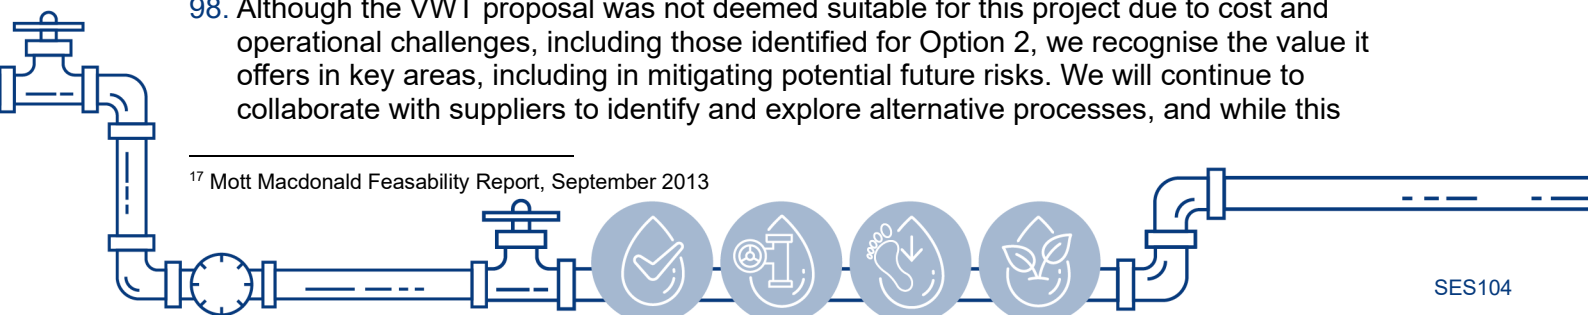 98. Although the VWT proposal was not deemed suitable for this project due to cost and
operational challenges, including those identified for Option 2, we recognise the value it
offers in key areas, including in mitigating potential future risks. We will continue to
collaborate with suppliers to identify and explore alternative processes, and while this
17 Mott Macdonald Feasability Report, September 2013
SES104